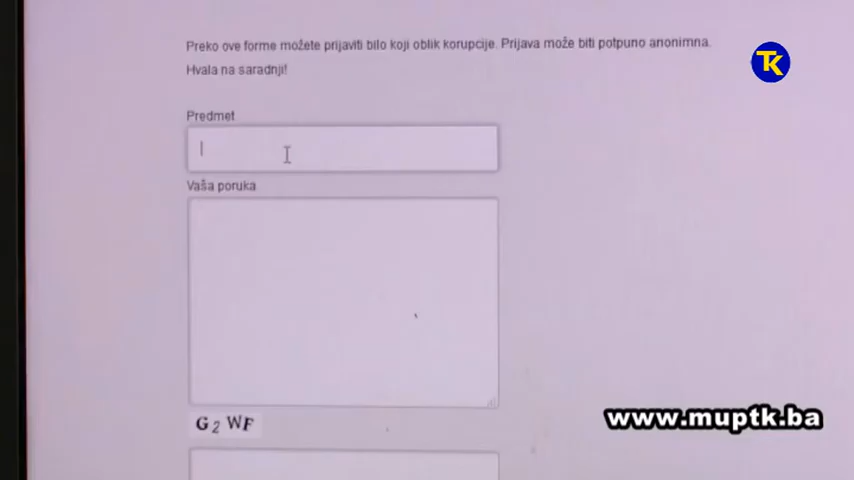 Preko ove forme možete prijaviti bilo koji oblik korupcije. Prijava može biti potpuno anonimna.
Hvala na saradnji!
TK
Predmet
Vaša poruka
G2WF
www.muptk.ba